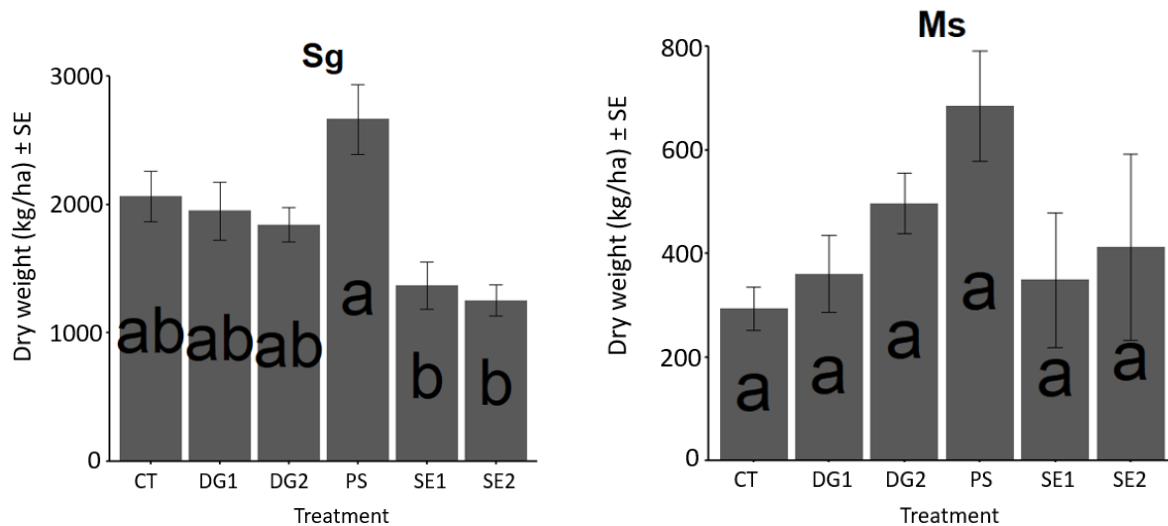 Sg
Dry weight (kg/ha) ± SE
3000
2000
1000
0
ab ab ab a b b
CT DG1 DG2 PS SE1 SE2
Treatment
Ms
Dry weight (kg/ha) ± SE
800
600
400
200
0
a a a a a a
CT DG1 DG2 PS SE1 SE2
Treatment